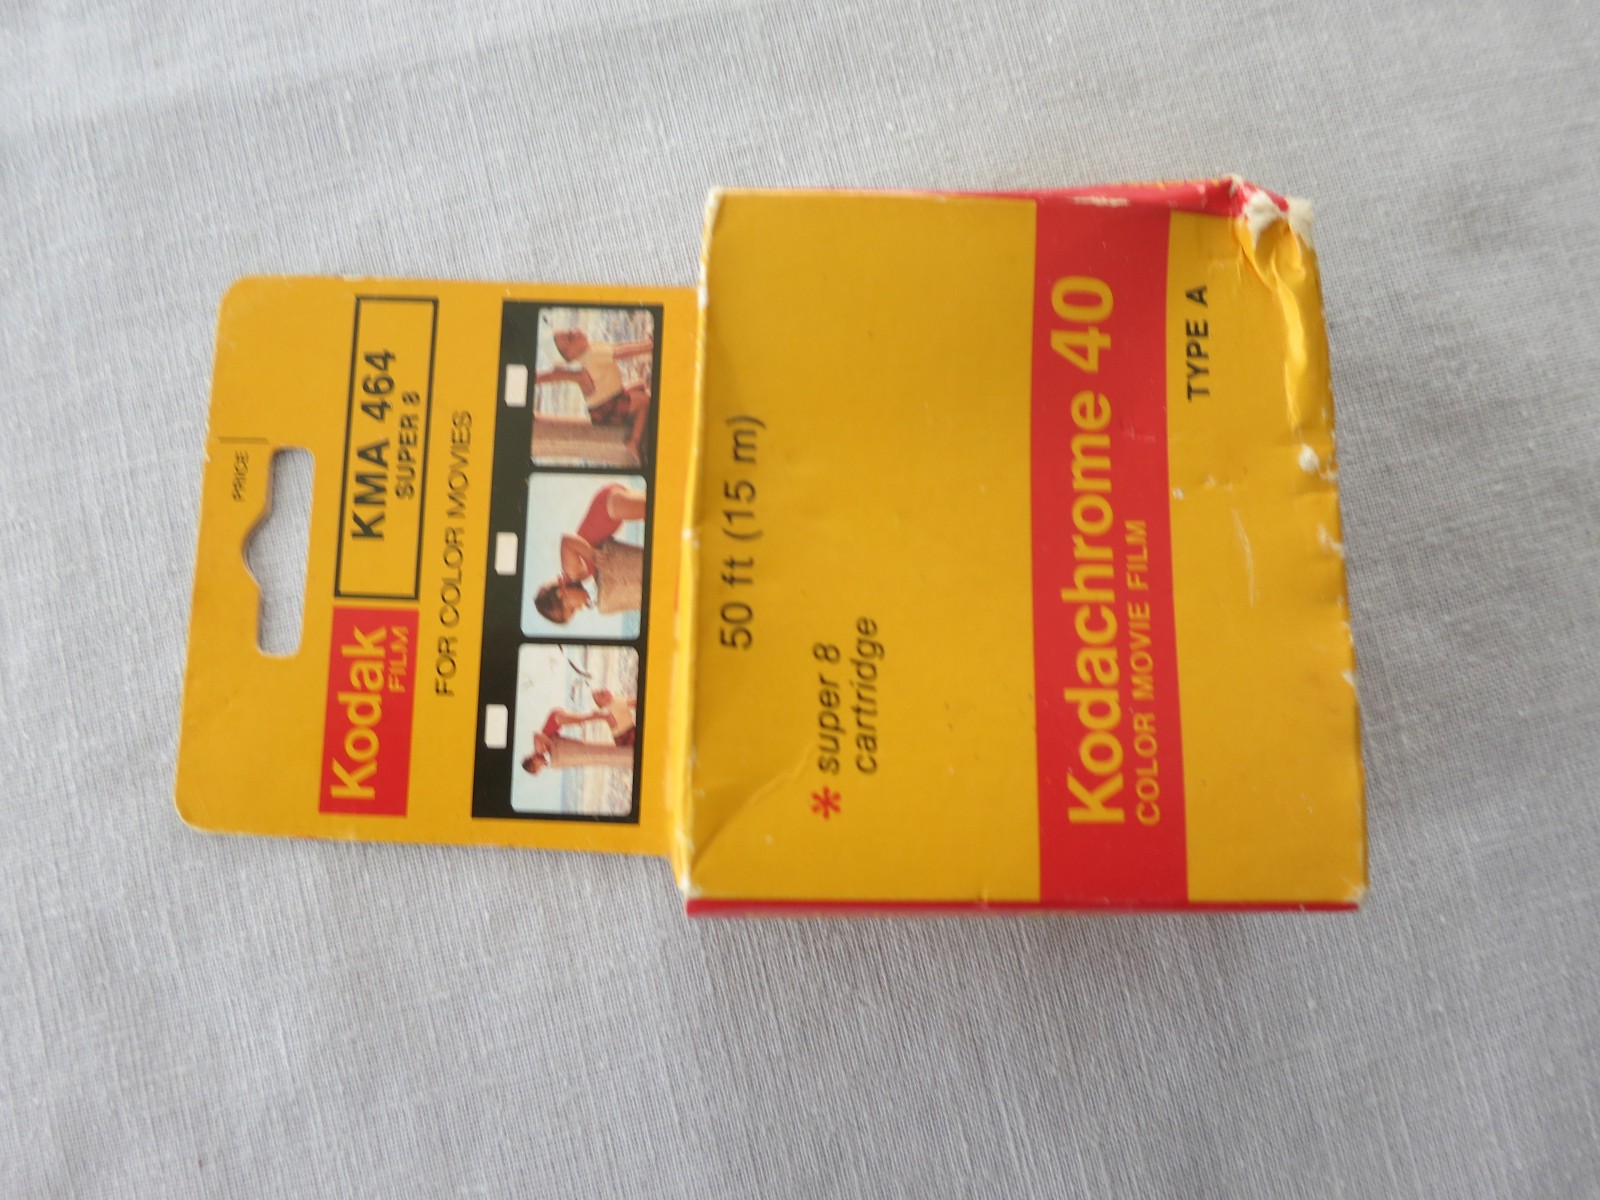 PRICE
Kodak
FILM
KMA 464
SUPER 8
FOR COLOR MOVIES
50 ft (15 m)
* super 8
cartridge
Kodachrome 40
COLOR MOVIE FILM
TYPE A